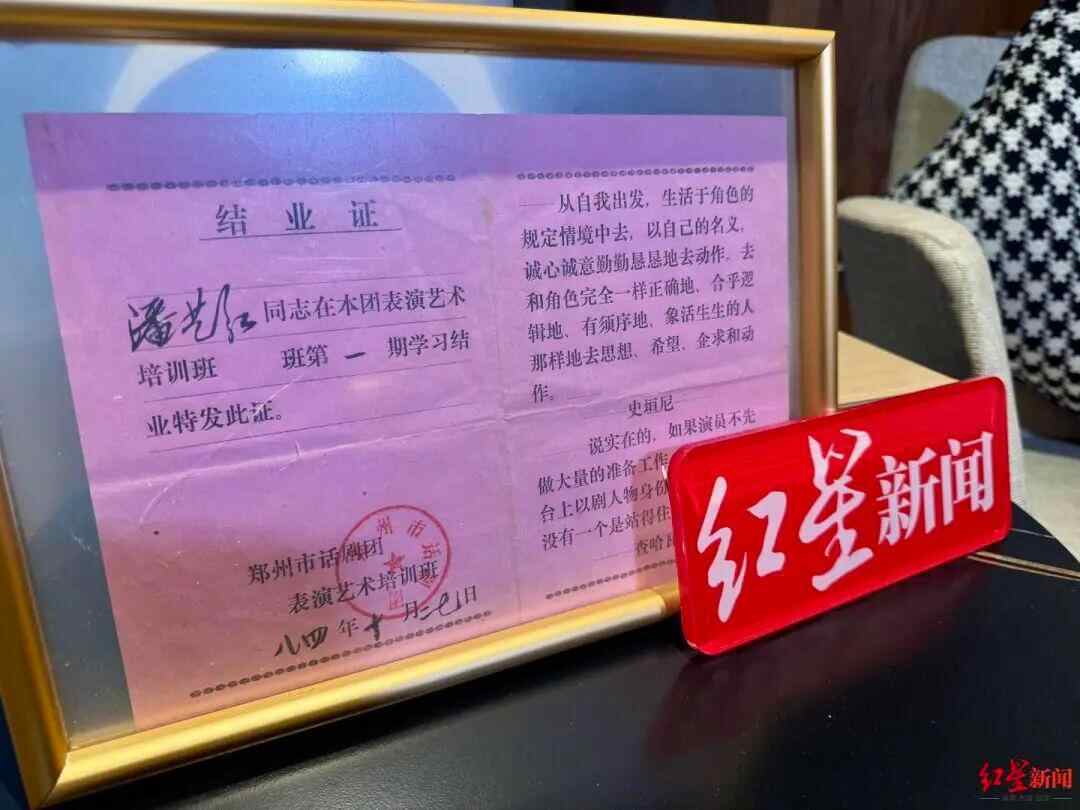 结业证
潘艺红同志在本团表演艺术
培训班 班第一期学习结
业特发此证。
郑州市话剧团
表演艺术培训班
八四年十月二七日
——从自我出发，生活于角色的
规定情境中去，以自己的名义，
诚心诚意勤勤恳恳地去动作。去
和角色完全一样正确地、合乎逻
辑地、有须序地、象活生生的人
那样地去思想、希望、企求和动
作。
史垣尼
说实在的，如果演员不先
做大量的准备工作
台上以剧人物身份
没有一个是站得住
查哈
红星新闻
红星新闻